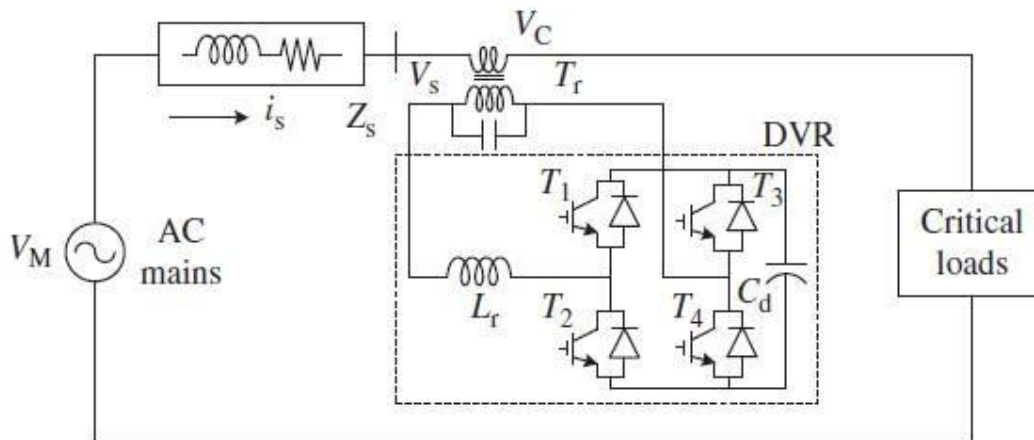 V_C
V_s
T_r
i_s
Z_s
DVR
T_1
T_3
V_M
AC
mains
Critical
loads
L_r
T_2
T_4
C_d